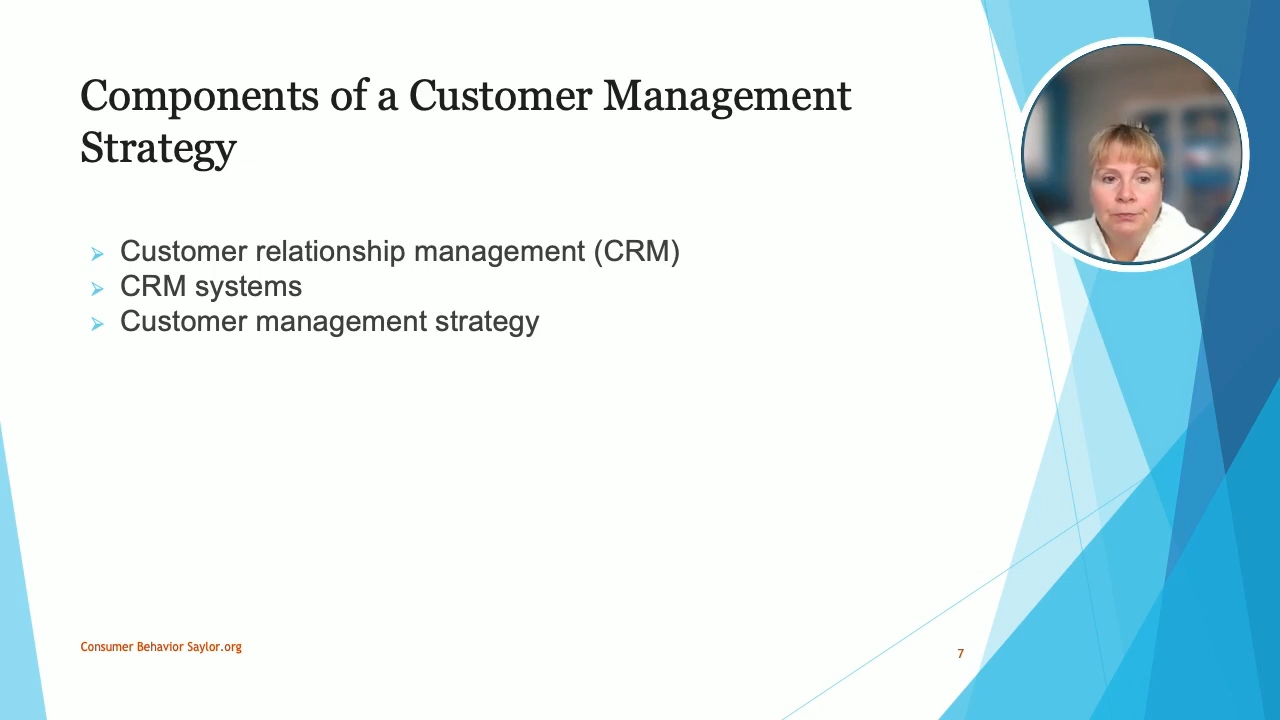 Components of a Customer Management
Strategy
Customer relationship management (CRM)
CRM systems
Customer management strategy
Consumer Behavior Saylor.org
7